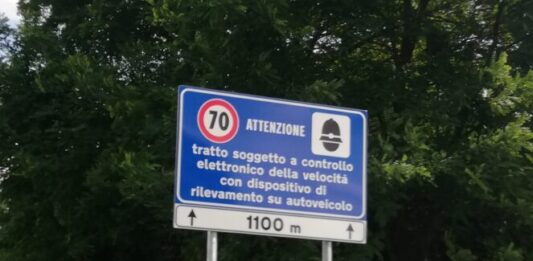 70 ATTENZIONE
tratto soggetto a controllo
elettronico della velocità
con dispositivo di
rilevamento su autoveicolo
1100 m